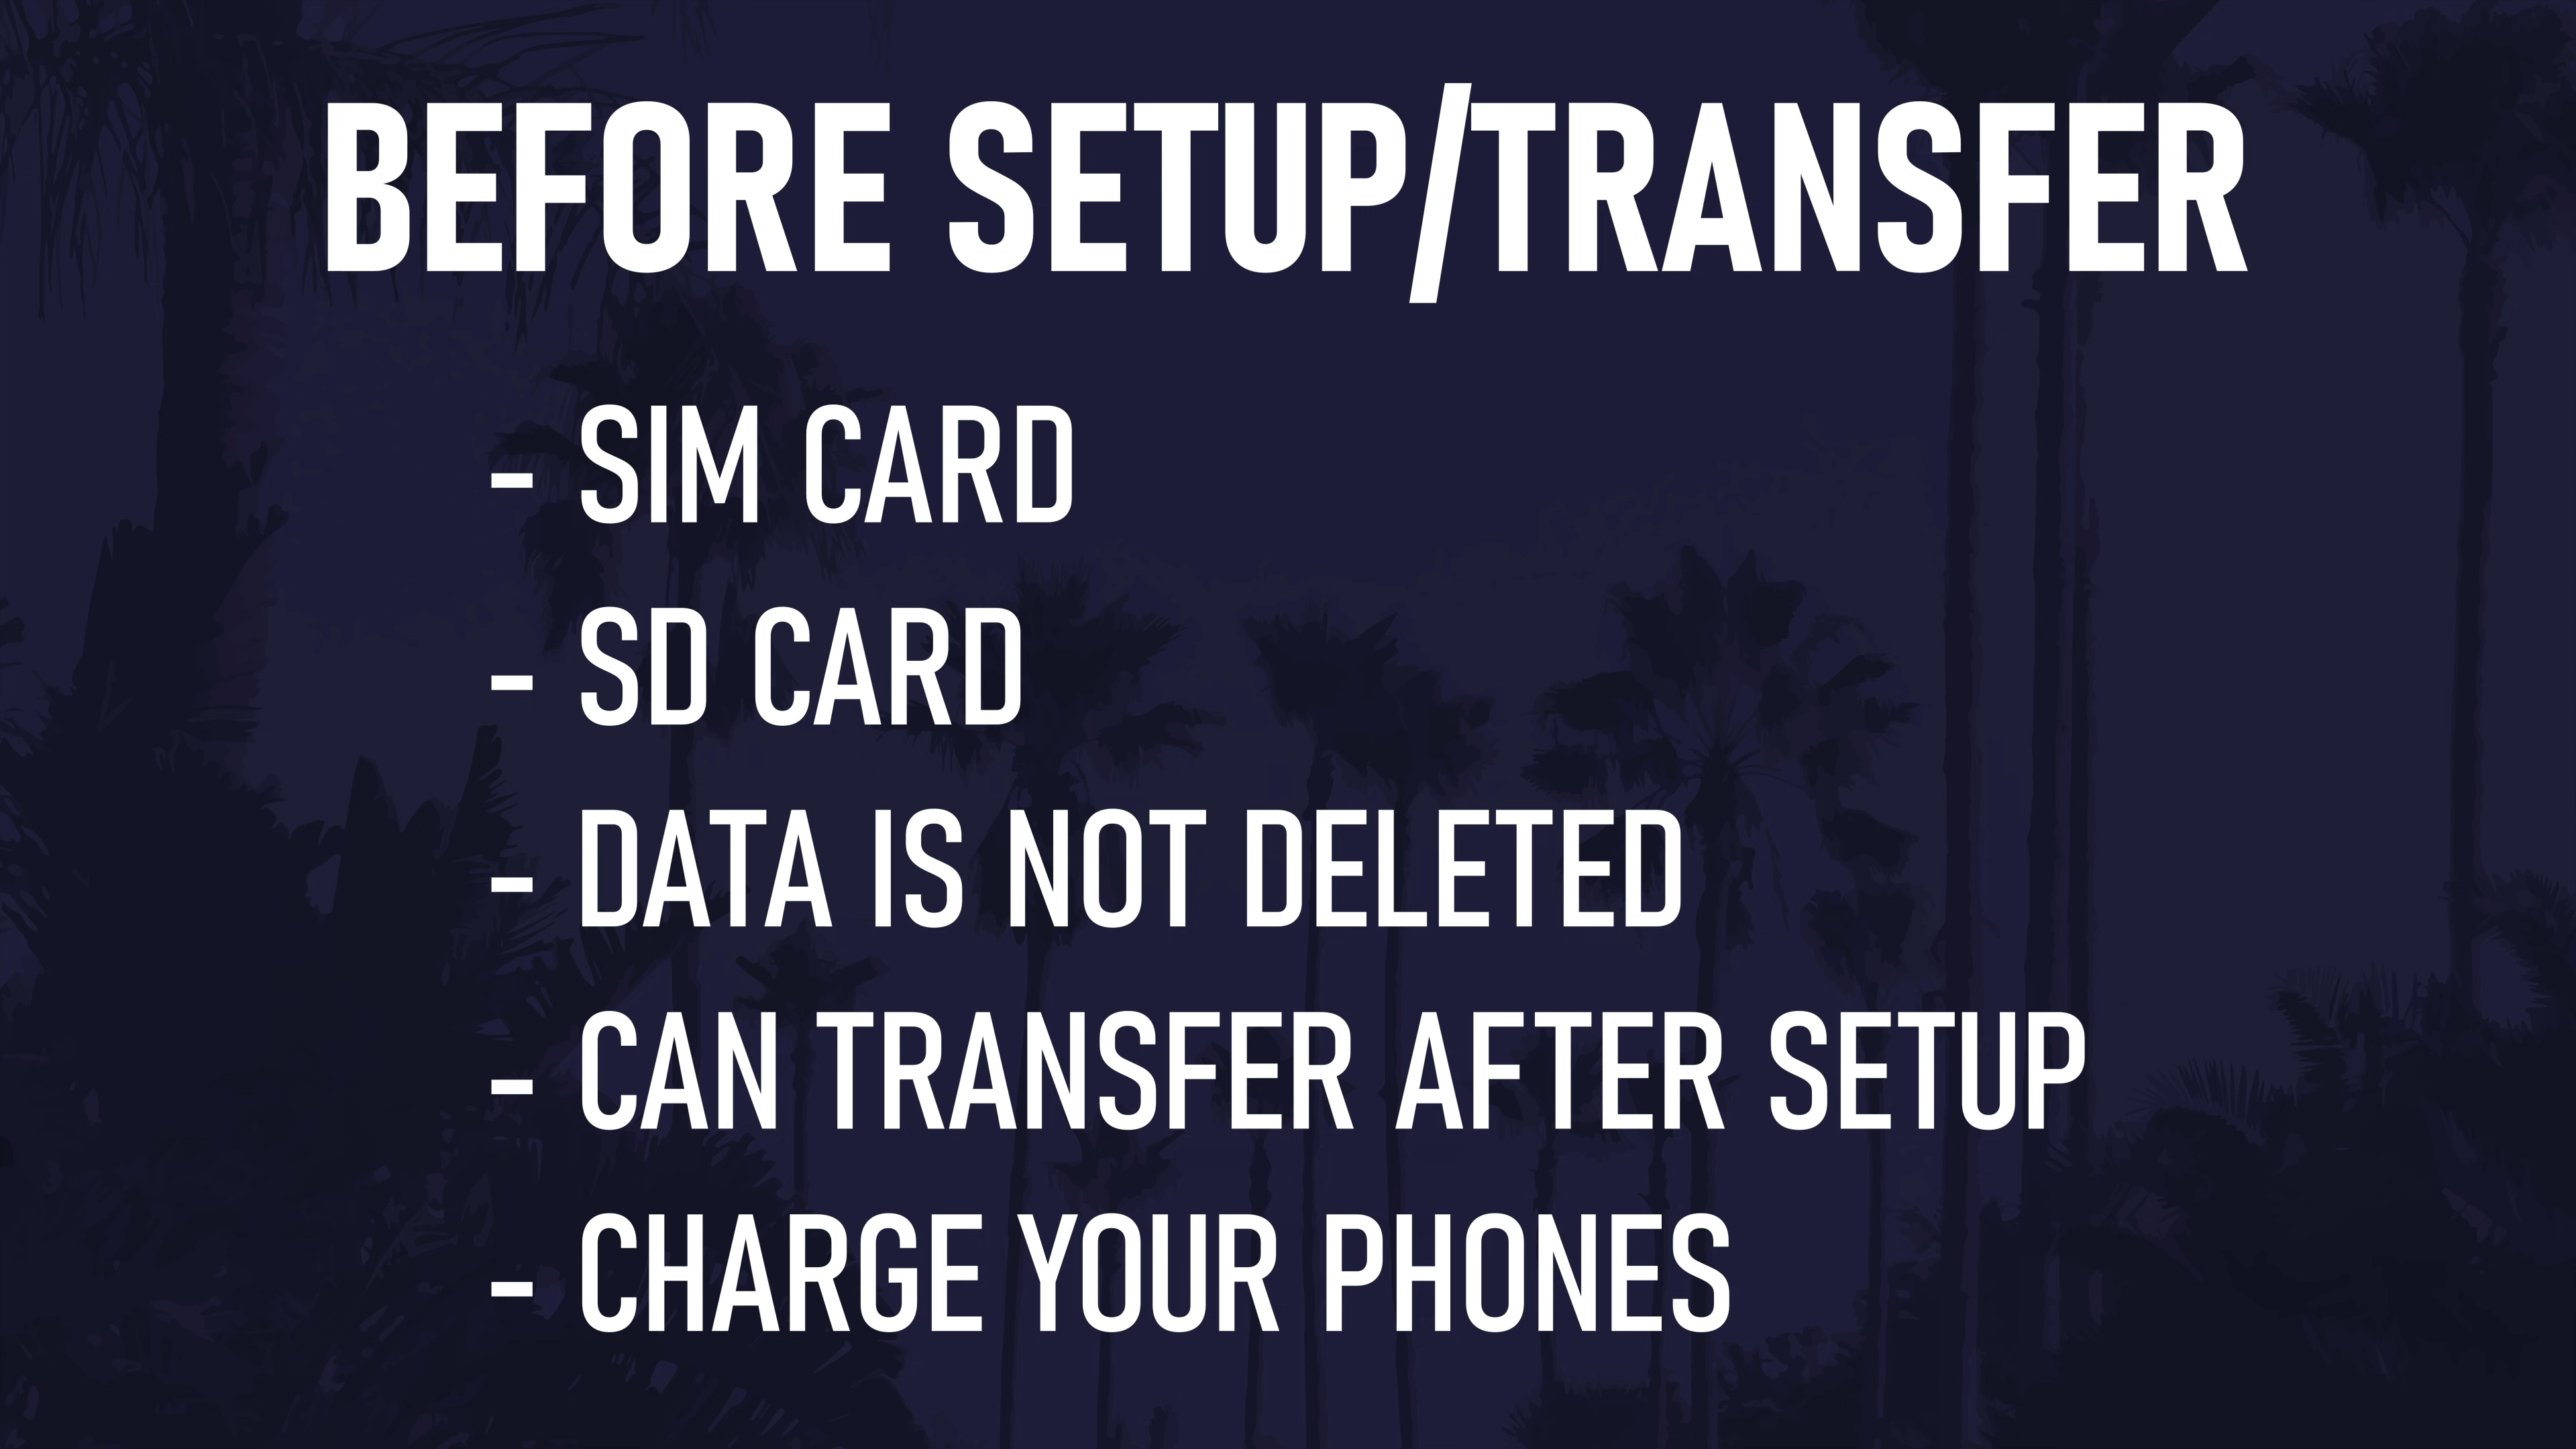 BEFORE SETUP/TRANSFER
- SIM CARD
- SD CARD
- DATA IS NOT DELETED
- CAN TRANSFER AFTER SETUP
- CHARGE YOUR PHONES